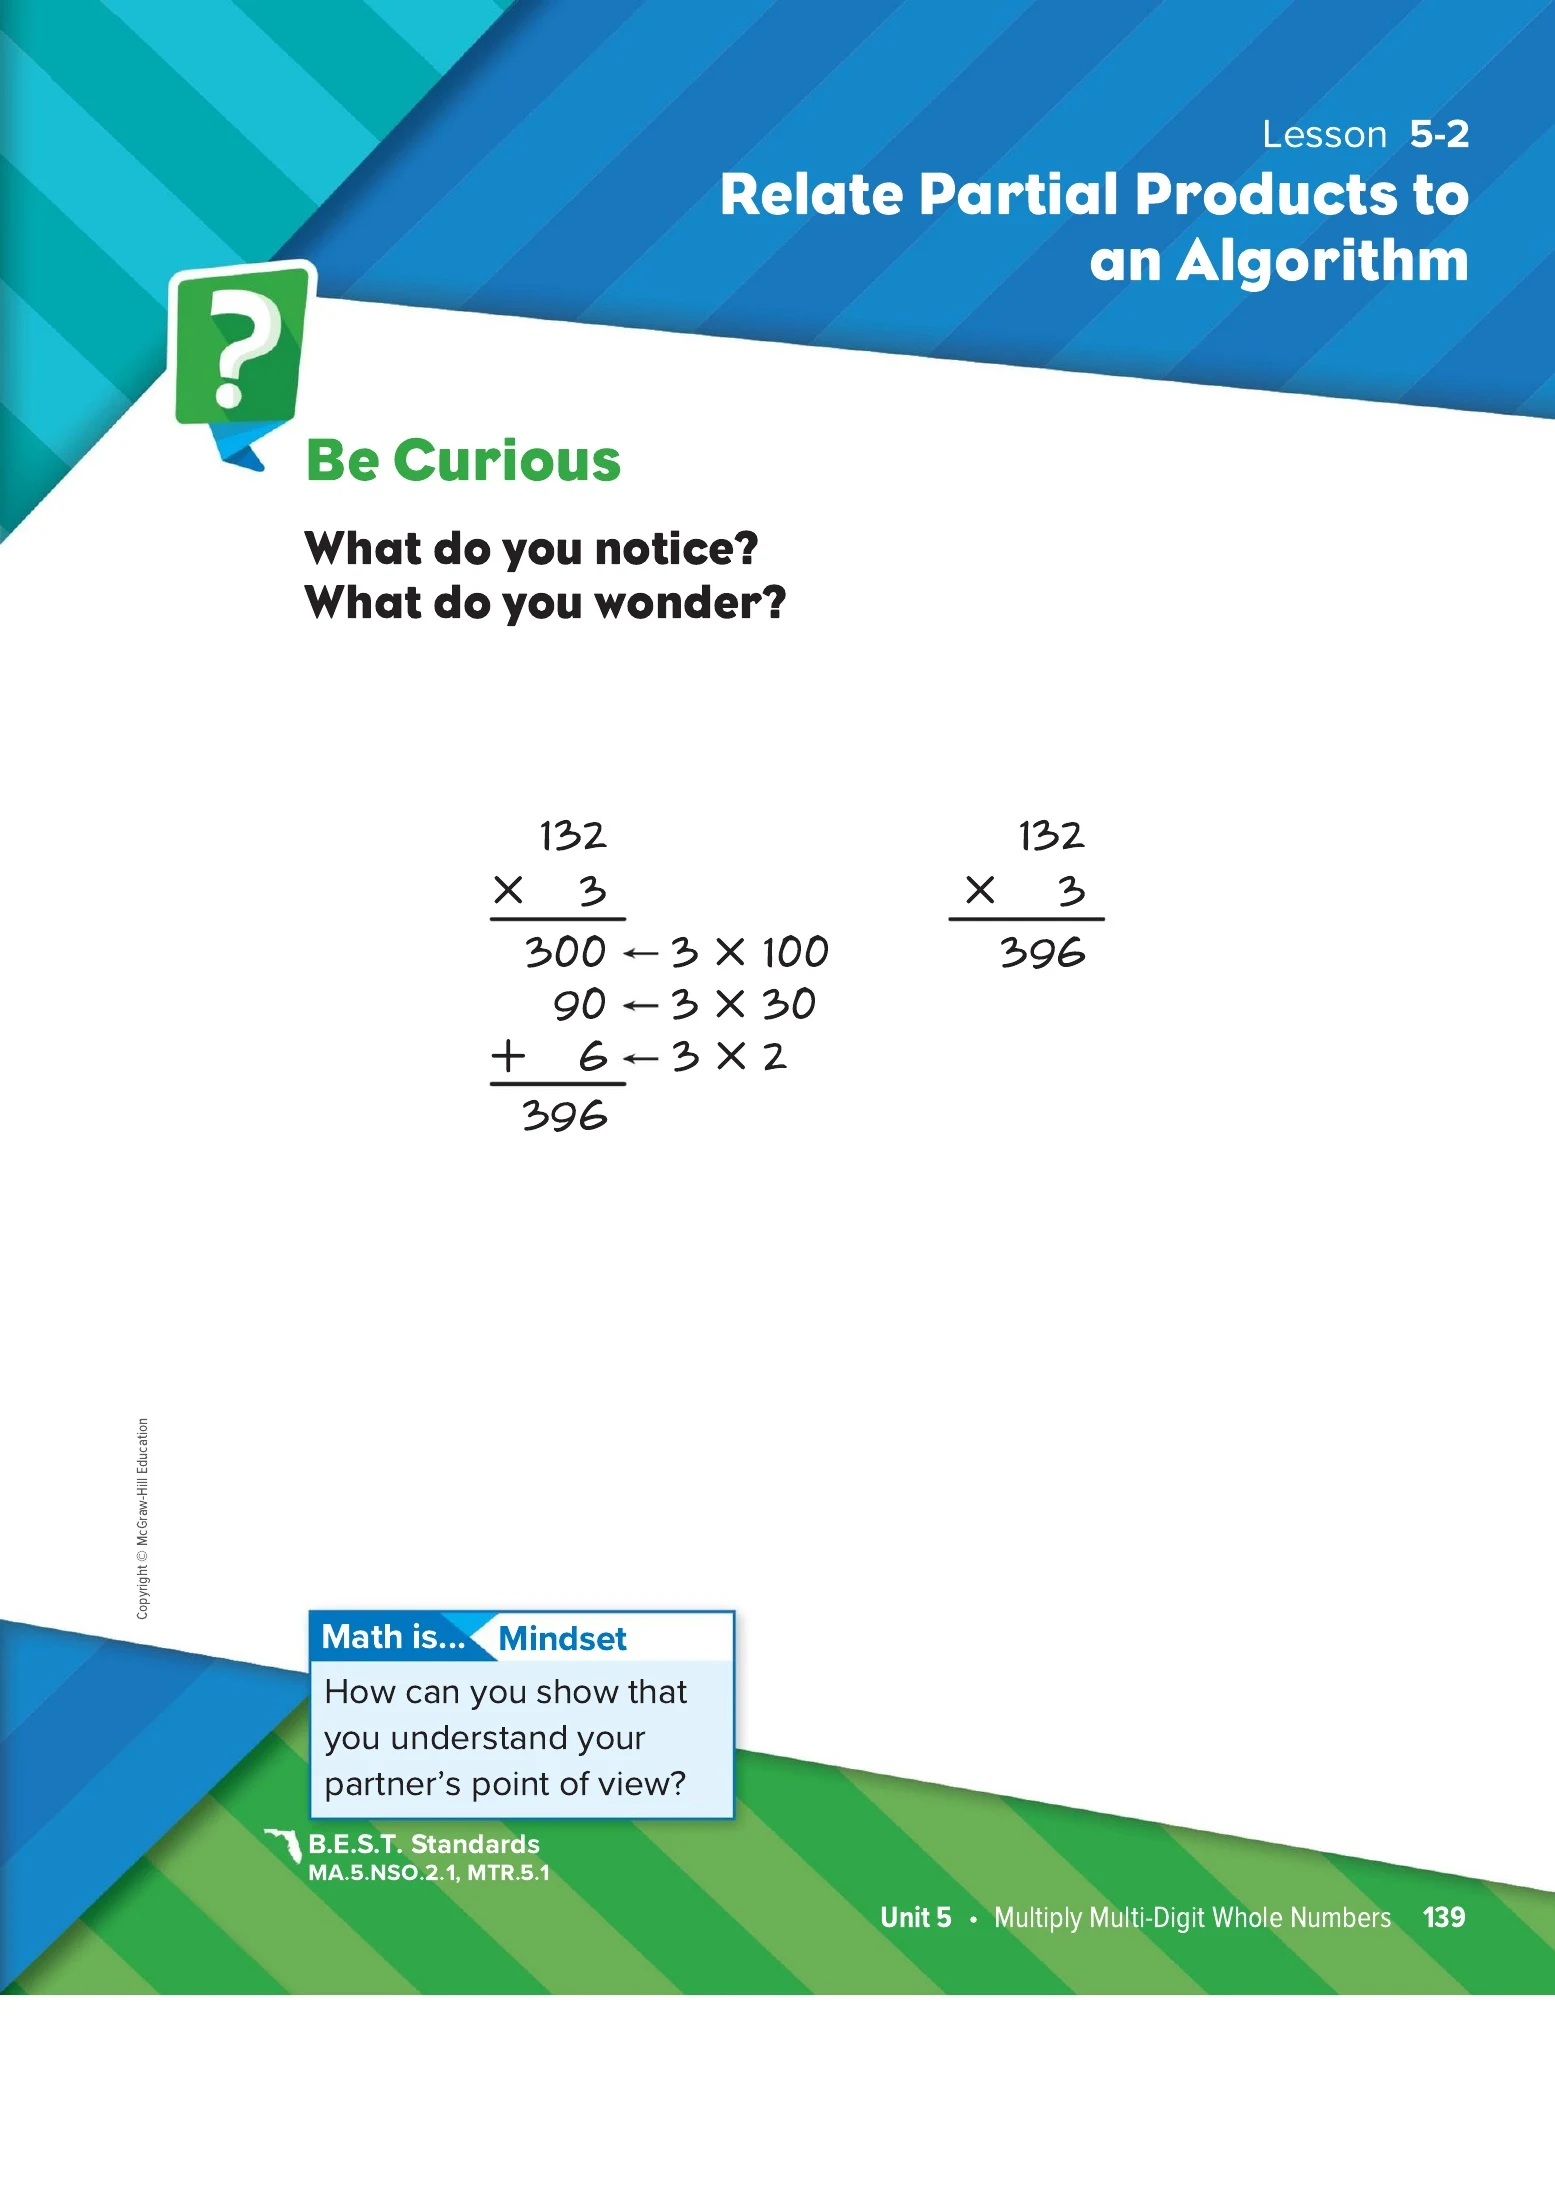 Lesson 5-2
Relate Partial Products to
an Algorithm
?
Be Curious
What do you notice?
What do you wonder?
132
× 3
300 ← 3 × 100
90 ← 3 × 30
+ 6 ← 3 × 2
396
132
× 3
396
Copyright © McGraw-Hill Education
Math is... Mindset
How can you show that
you understand your
partner’s point of view?
B.E.S.T. Standards
MA.5.NSO.2.1, MTR.5.1
Unit 5 • Multiply Multi-Digit Whole Numbers 139